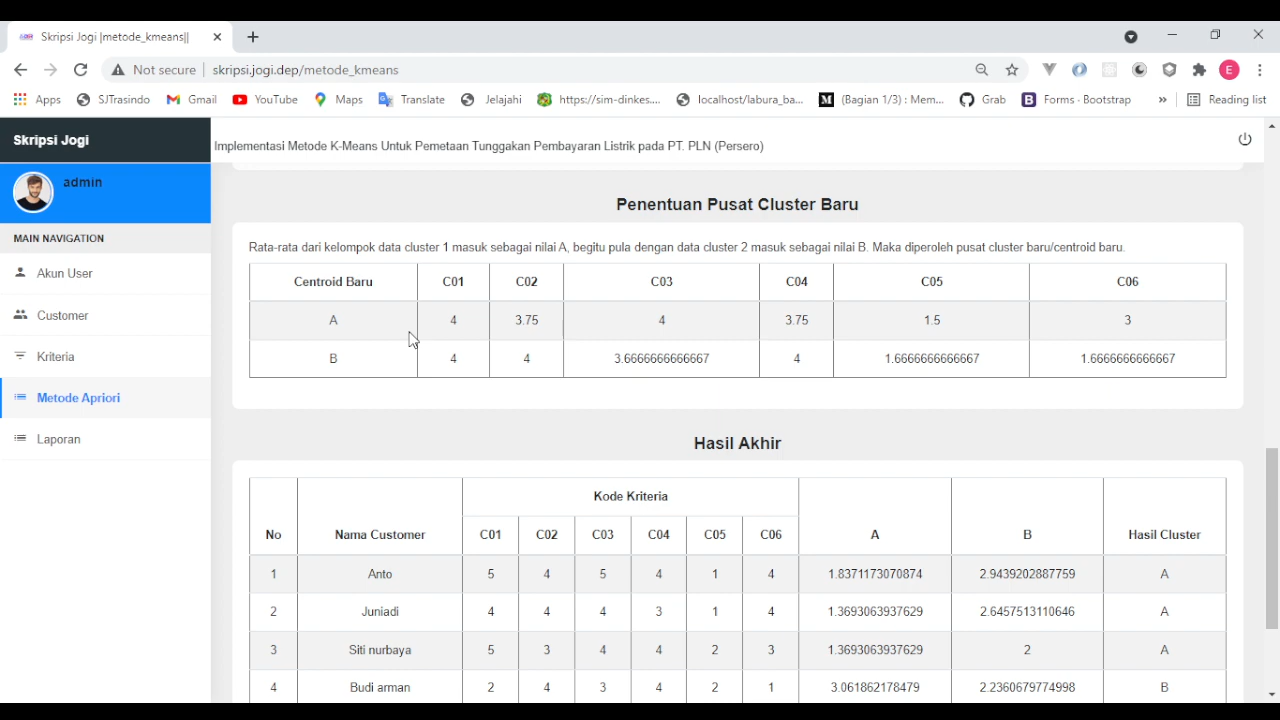 Skripsi Jogi |metode_kmeans||
Not secure | skripsi.jogi.dep/metode_kmeans
E
Apps SJTrasindo Gmail YouTube Maps Translate Jelajahi https://sim-dinkes.... localhost/labura_ba... (Bagian 1/3) : Mem... Grab B Forms · Bootstrap » Reading list
Skripsi Jogi
Implementasi Metode K-Means Untuk Pemetaan Tunggakan Pembayaran Listrik pada PT. PLN (Persero)
admin
MAIN NAVIGATION
Akun User
Customer
Kriteria
Metode Apriori
Laporan
Penentuan Pusat Cluster Baru
Rata-rata dari kelompok data cluster 1 masuk sebagai nilai A, begitu pula dengan data cluster 2 masuk sebagai nilai B. Maka diperoleh pusat cluster baru/centroid baru.
Centroid Baru C01 C02 C03 C04 C05 C06
A 4 3.75 4 3.75 1.5 3
B 4 4 3.6666666666667 4 1.6666666666667 1.6666666666667
Hasil Akhir
Kode Kriteria
No Nama Customer C01 C02 C03 C04 C05 C06 A B Hasil Cluster
1 Anto 5 4 5 4 1 4 1.8371173070874 2.9439202887759 A
2 Juniadi 4 4 4 3 1 4 1.3693063937629 2.6457513110646 A
3 Siti nurbaya 5 3 4 4 2 3 1.3693063937629 2 A
4 Budi arman 2 4 3 4 2 1 3.061862178479 2.2360679774998 B